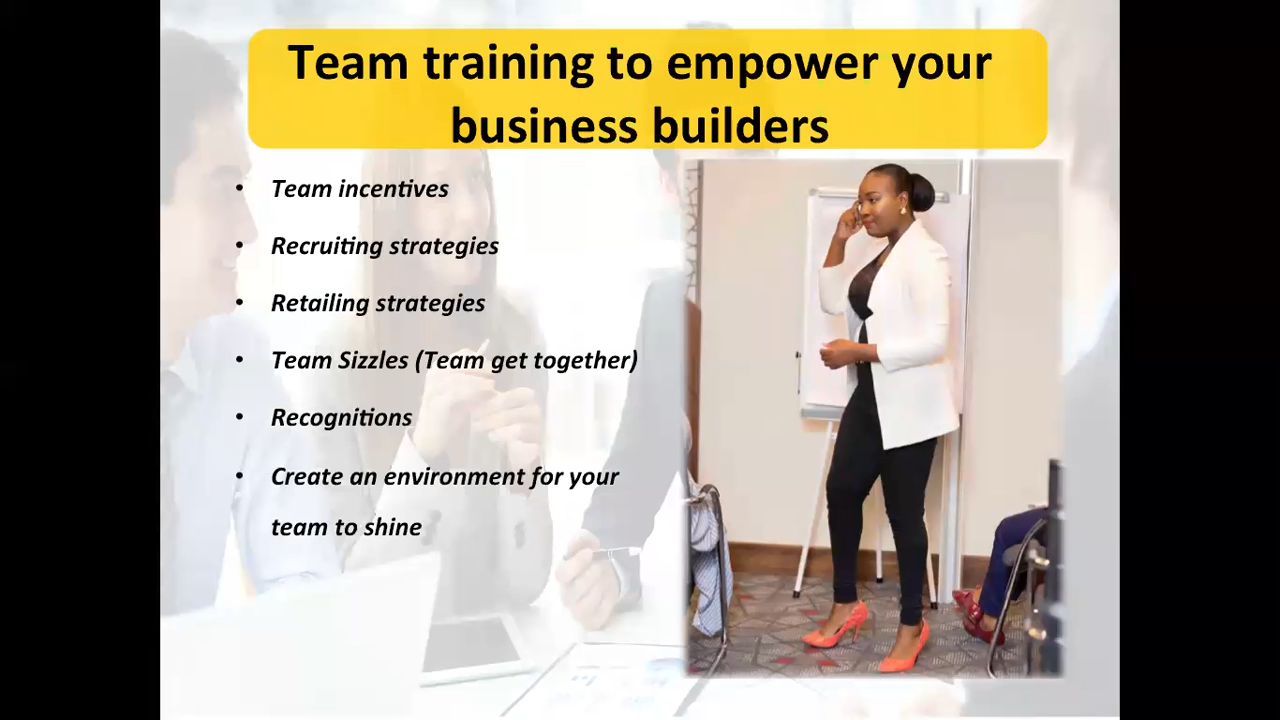 Team training to empower your
business builders
• Team incentives
• Recruiting strategies
• Retailing strategies
• Team Sizzles (Team get together)
• Recognitions
• Create an environment for your
team to shine